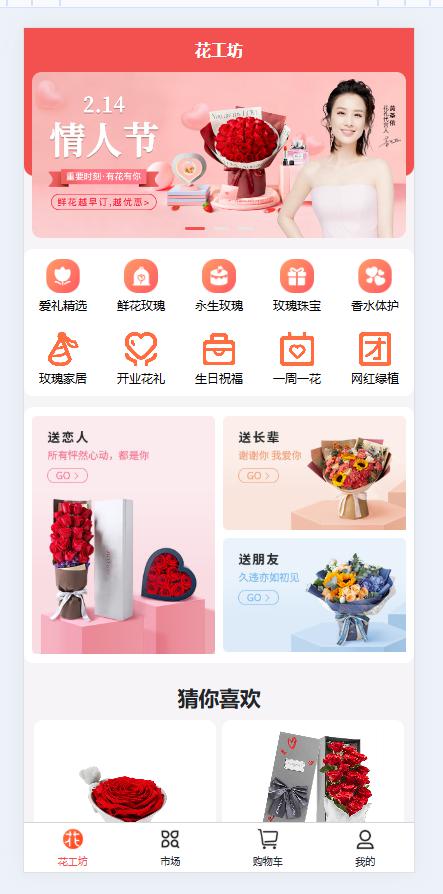 花工坊
2.14
情人节
重要时刻·有花有你
鲜花越早订,越优惠>
爱礼精选
鲜花玫瑰
永生玫瑰
玫瑰珠宝
香水体护
玫瑰家居
开业花礼
生日祝福
一周一花
网红绿植
送恋人
所有怦然心动，都是你
GO >
送长辈
谢谢你 我爱你
GO >
送朋友
久违亦如初见
GO >
猜你喜欢
花
花工坊
市场
购物车
我的